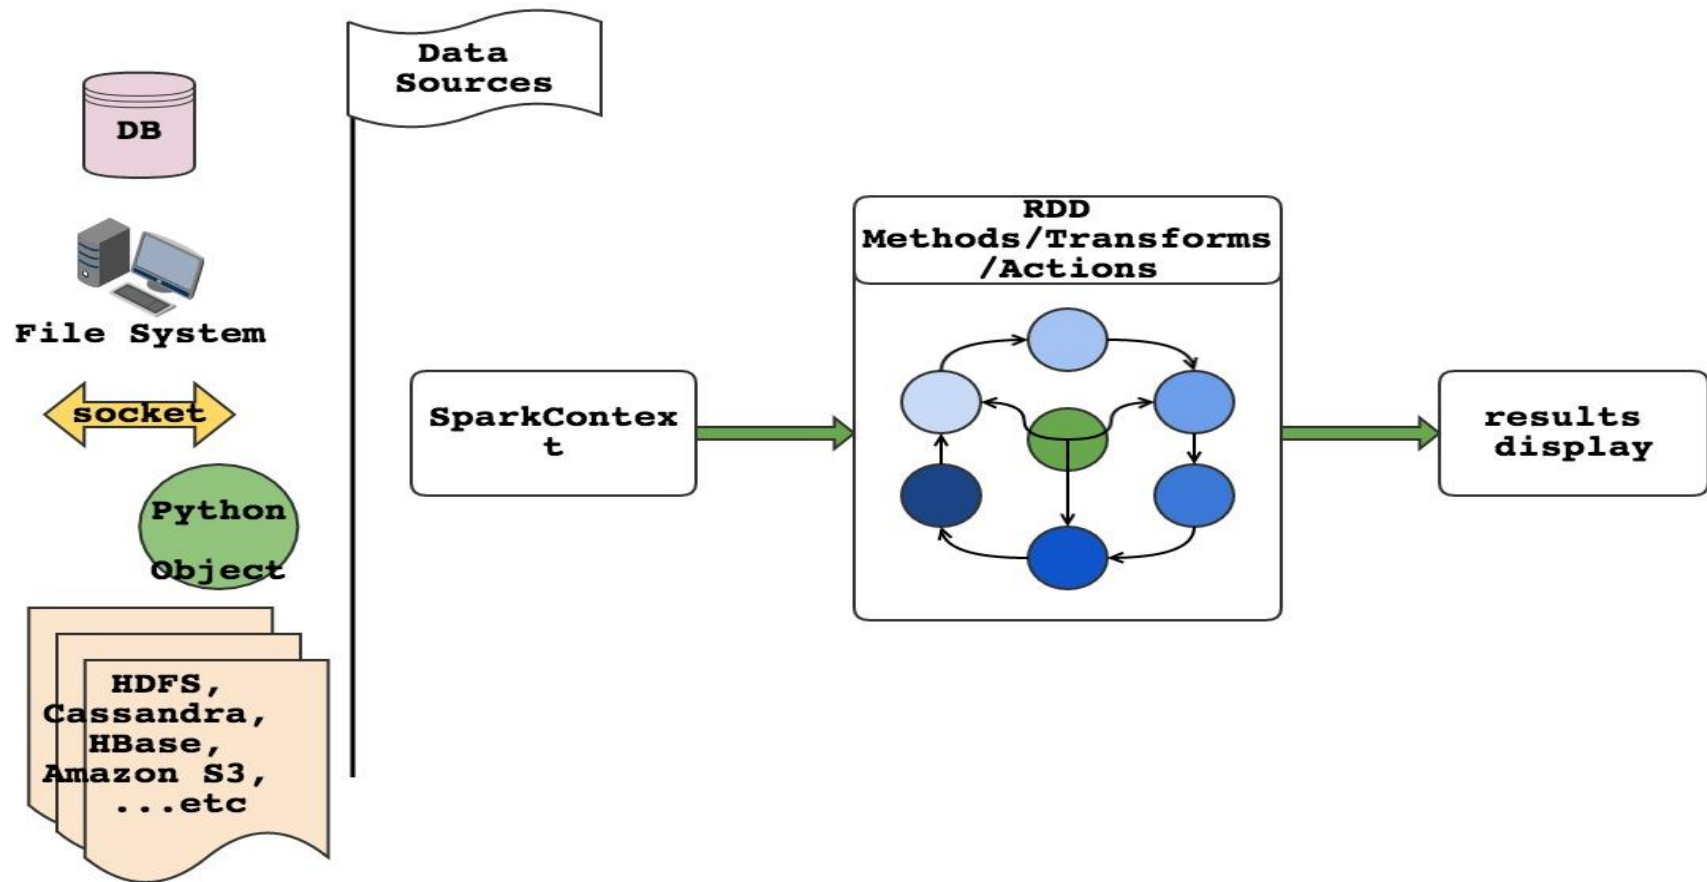 Data
Sources
DB
File System
socket
Python
Object
HDFS,
Cassandra,
HBase,
Amazon S3,
...etc
SparkContex
t
RDD
Methods/Transforms
/Actions
results
display